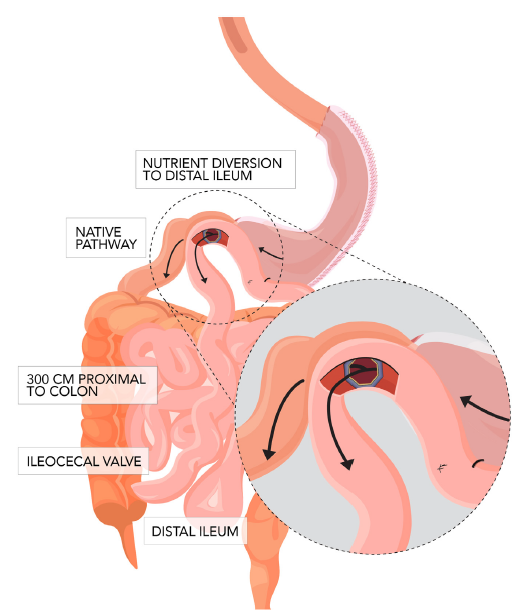 NUTRIENT DIVERSION
TO DISTAL ILEUM
NATIVE
PATHWAY
300 CM PROXIMAL
TO COLON
ILEOCECAL VALVE
DISTAL ILEUM